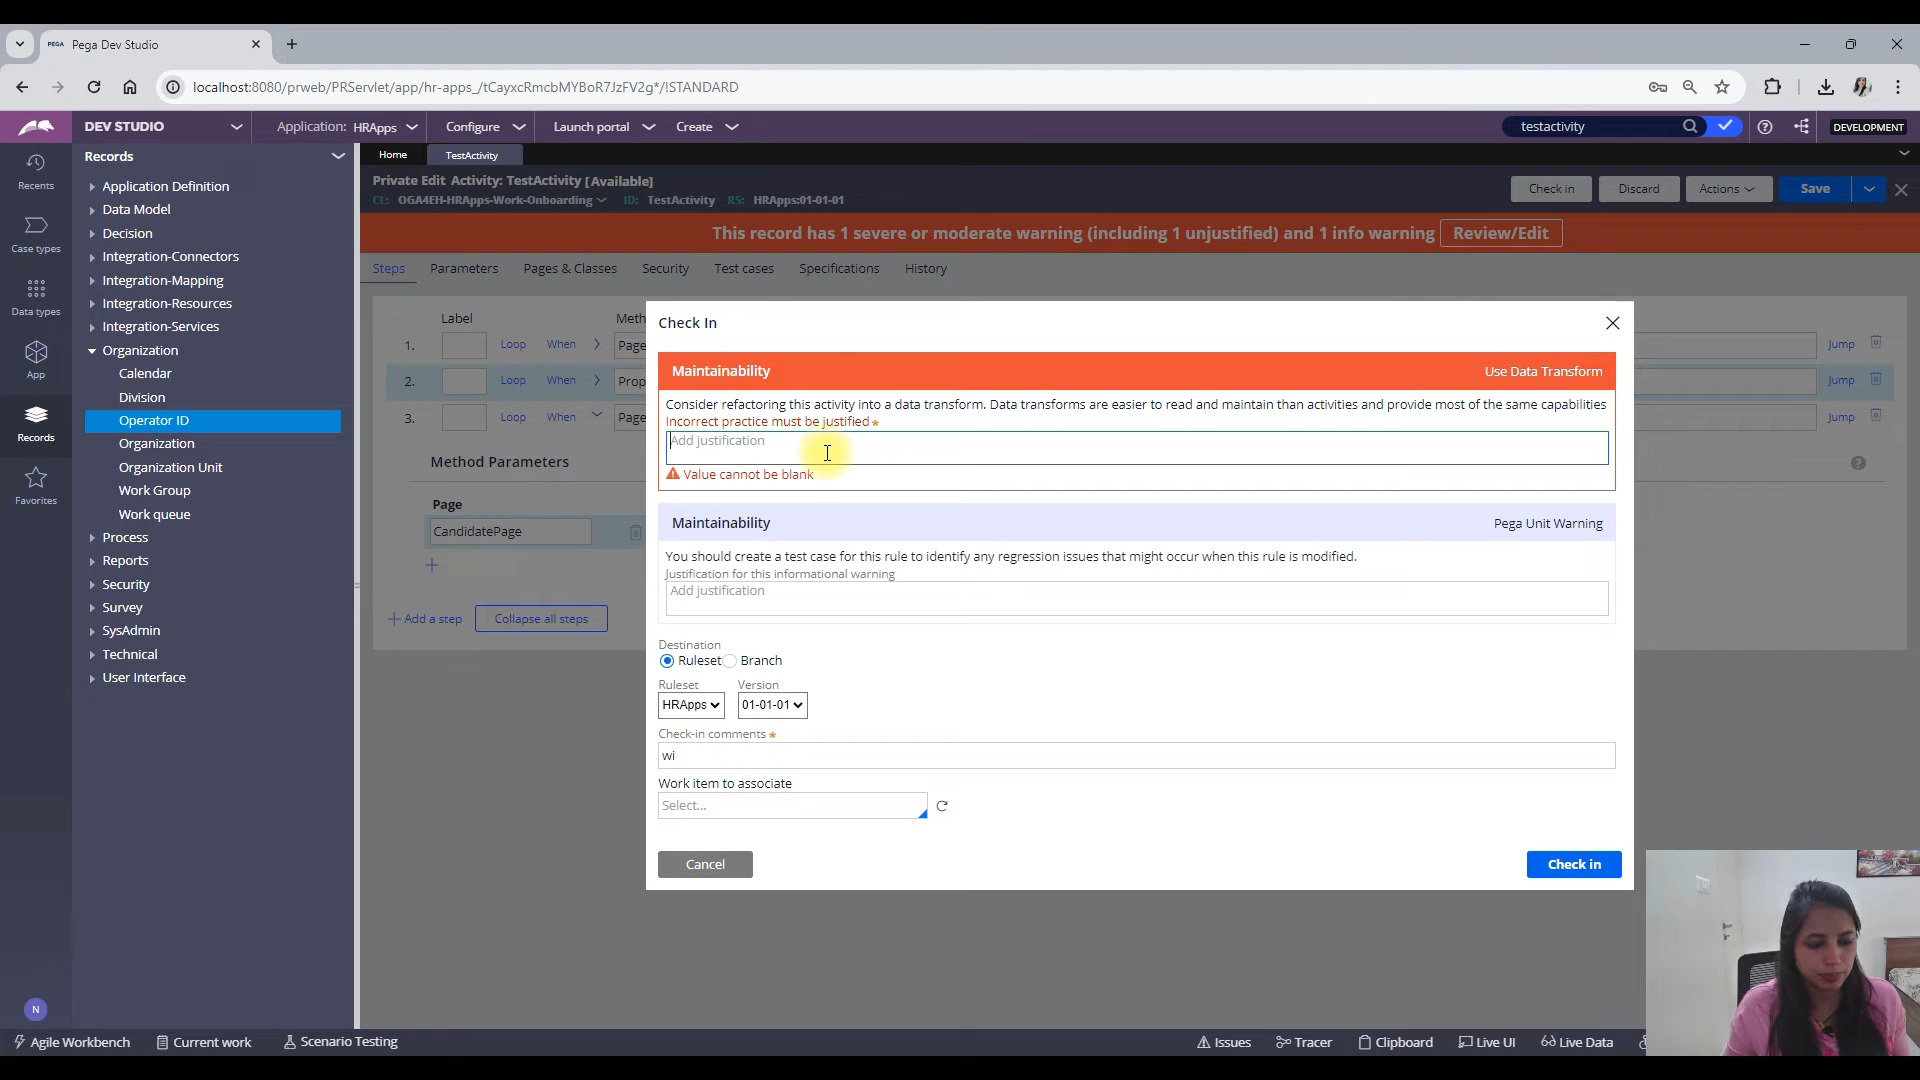 PEGA Pega Dev Studio
localhost:8080/prweb/PRServlet/app/hr-apps_/tCayxcRmcbMYBoR7JzFV2g*/!STANDARD
DEV STUDIO Application: HRApps Configure Launch portal Create testactivity DEVELOPMENT
Recents
Case types
Data types
App
Records
Favorites
N
Records
Application Definition
Data Model
Decision
Integration-Connectors
Integration-Mapping
Integration-Resources
Integration-Services
Organization
Calendar
Division
Operator ID
Organization
Organization Unit
Work Group
Work queue
Process
Reports
Security
Survey
SysAdmin
Technical
User Interface
Home TestActivity
Private Edit Activity: TestActivity [Available]
CL: OGA4EH-HRApps-Work-Onboarding ID: TestActivity RS: HRApps:01-01-01
Check in Discard Actions Save
This record has 1 severe or moderate warning (including 1 unjustified) and 1 info warning Review/Edit
Steps Parameters Pages & Classes Security Test cases Specifications History
Label Meth
1. Loop When Page Jump
2. Loop When Prop Jump
3. Loop When Page Jump
Method Parameters
Page
CandidatePage
Add a step Collapse all steps
Check In
Maintainability Use Data Transform
Consider refactoring this activity into a data transform. Data transforms are easier to read and maintain than activities and provide most of the same capabilities
Incorrect practice must be justified *
Add justification
Value cannot be blank
Maintainability Pega Unit Warning
You should create a test case for this rule to identify any regression issues that might occur when this rule is modified.
Justification for this informational warning
Add justification
Destination
Ruleset Branch
Ruleset Version
HRApps 01-01-01
Check-in comments *
wi
Work item to associate
Select...
Cancel Check in
Agile Workbench Current work Scenario Testing Issues Tracer Clipboard Live UI Live Data